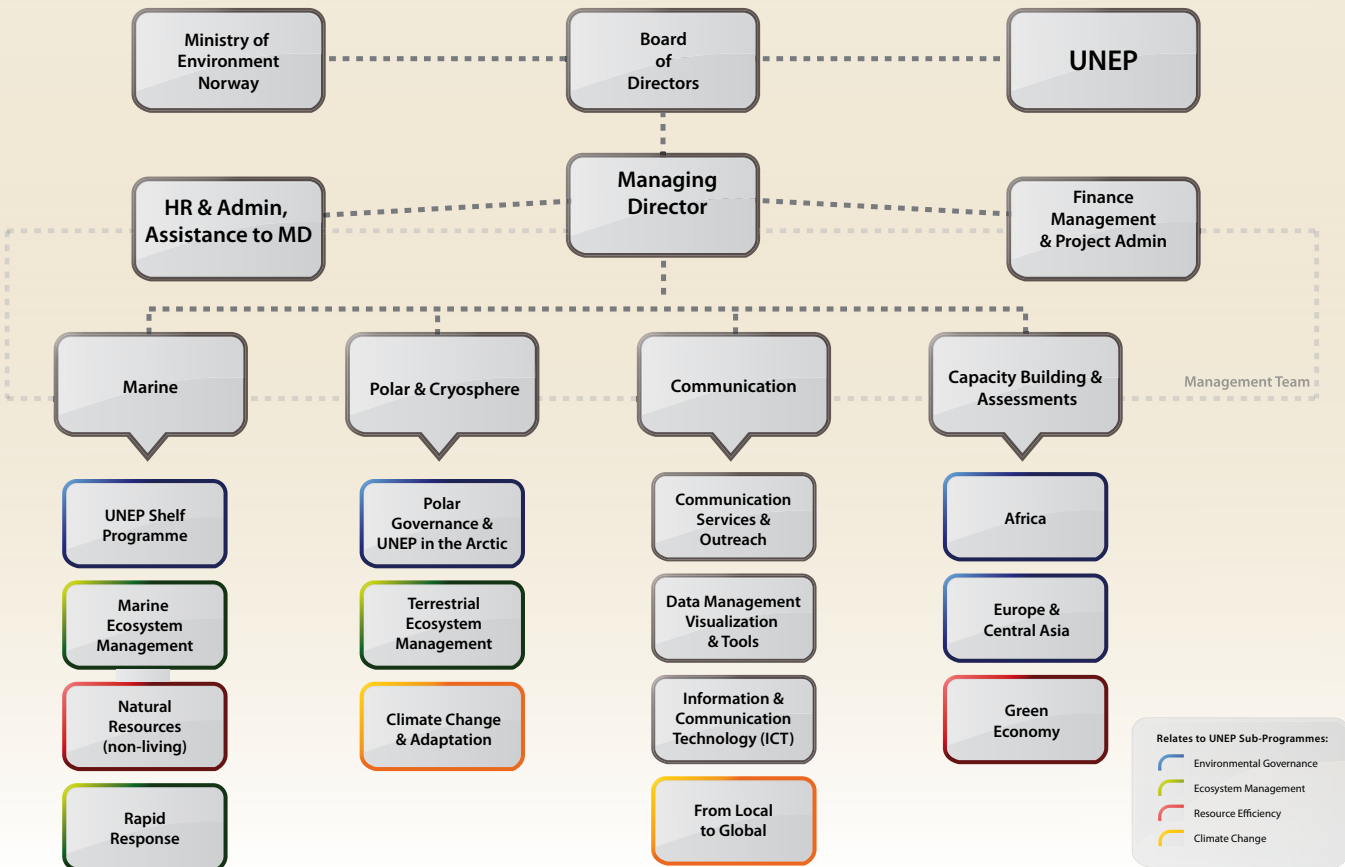 Ministry of
Environment
Norway
Board
of
Directors
UNEP
HR & Admin,
Assistance to MD
Managing
Director
Finance
Management
& Project Admin
Marine
Polar & Cryosphere
Communication
Capacity Building &
Assessments
Management Team
UNEP Shelf
Programme
Marine
Ecosystem
Management
Natural
Resources
(non-living)
Rapid
Response
Polar
Governance &
UNEP in the Arctic
Terrestrial
Ecosystem
Management
Climate Change
& Adaptation
Communication
Services &
Outreach
Data Management
Visualization
& Tools
Information &
Communication
Technology (ICT)
From Local
to Global
Africa
Europe &
Central Asia
Green
Economy
Relates to UNEP Sub-Programmes:
Environmental Governance
Ecosystem Management
Resource Efficiency
Climate Change